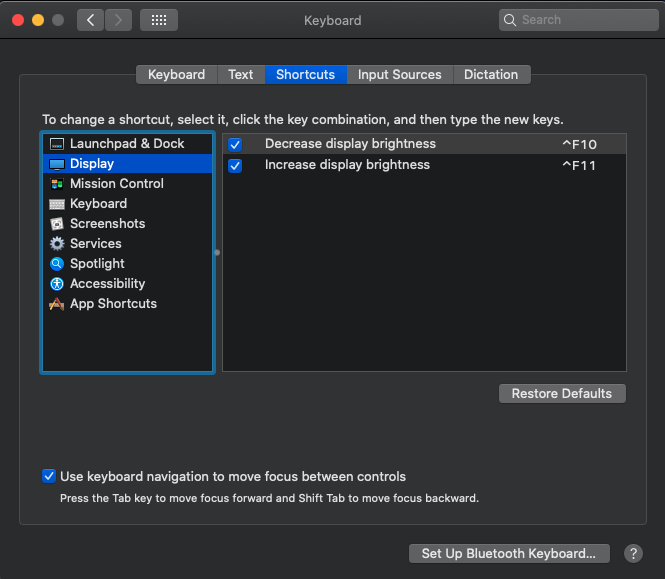 Keyboard
Search
Keyboard Text Shortcuts Input Sources Dictation
To change a shortcut, select it, click the key combination, and then type the new keys.
Launchpad & Dock
Display
Mission Control
Keyboard
Screenshots
Services
Spotlight
Accessibility
App Shortcuts
Decrease display brightness ^F10
Increase display brightness ^F11
Restore Defaults
Use keyboard navigation to move focus between controls
Press the Tab key to move focus forward and Shift Tab to move focus backward.
Set Up Bluetooth Keyboard... ?